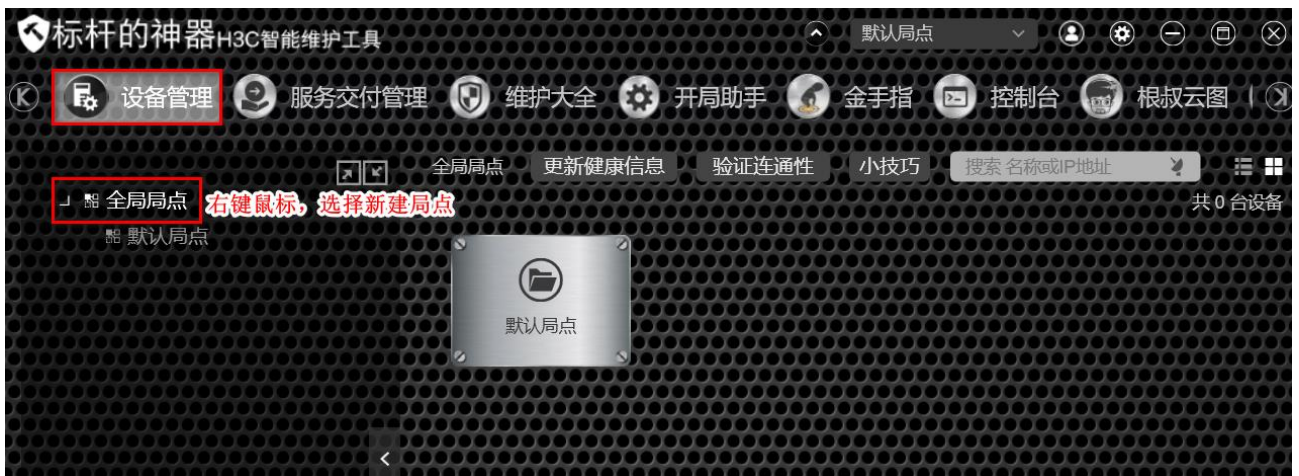 标杆的神器H3C智能维护工具
默认局点
设备管理 服务交付管理 维护大全 开局助手 金手指 控制台 根叔云图
全局局点 更新健康信息 验证连通性 小技巧 搜索 名称或IP地址
全局局点 右键鼠标，选择新建局点
共 0 台设备
默认局点
默认局点